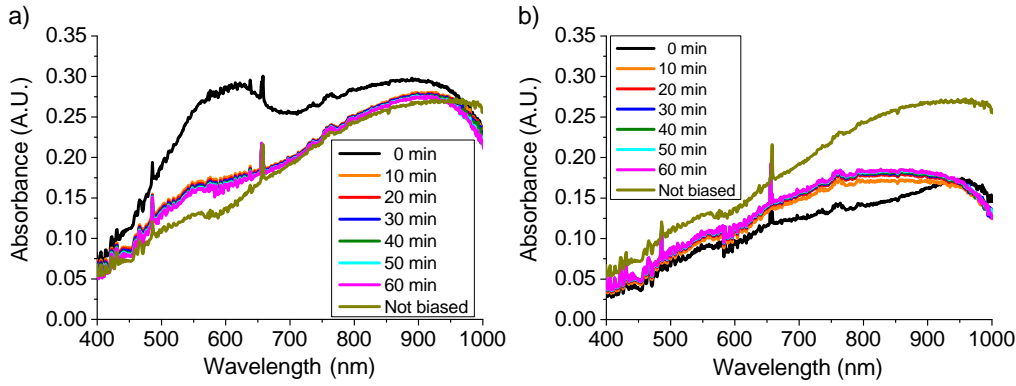 a)
0.35
0.30
0.25
0.20
0.15
0.10
0.05
0.00
Absorbance (A.U.)
400 500 600 700 800 900 1000
Wavelength (nm)
0 min
10 min
20 min
30 min
40 min
50 min
60 min
Not biased
b)
0.35
0.30
0.25
0.20
0.15
0.10
0.05
0.00
Absorbance (A.U.)
400 500 600 700 800 900 1000
Wavelength (nm)
0 min
10 min
20 min
30 min
40 min
50 min
60 min
Not biased